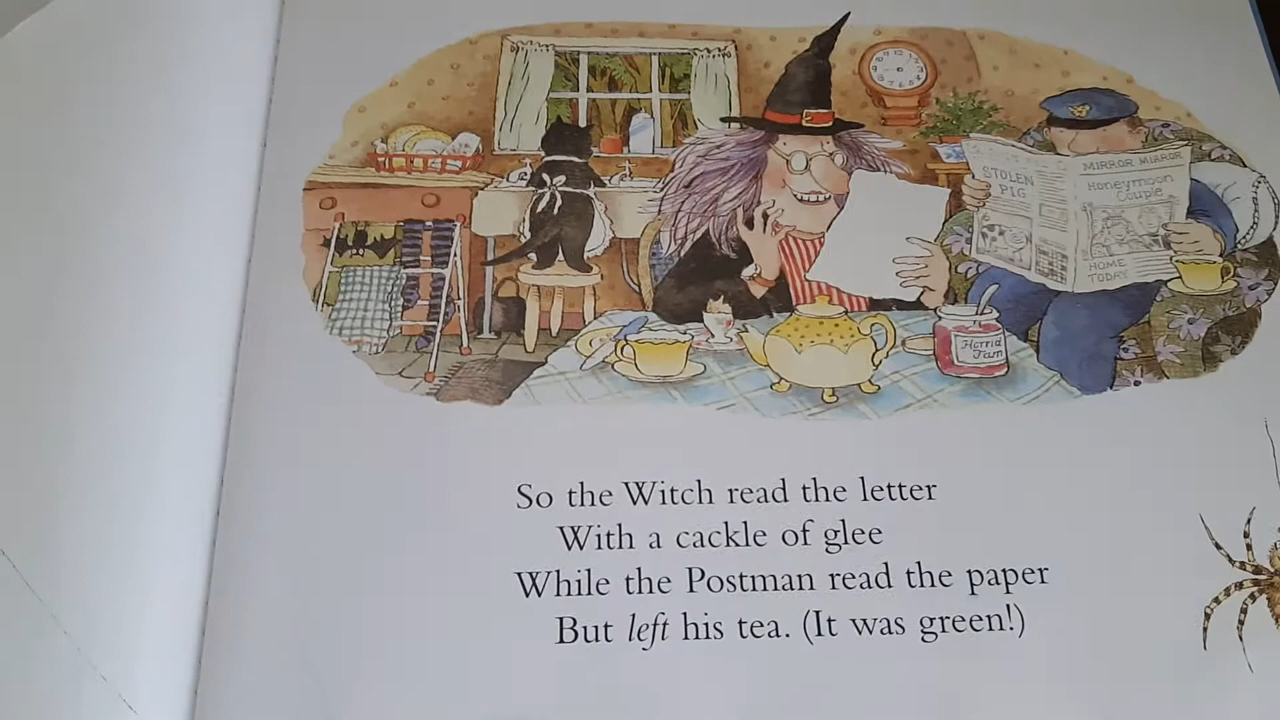 STOLEN
PIG
MIRROR MIRROR
Honeymoon
Couple
HOME
TODAY
Horrid
Jam
So the Witch read the letter
With a cackle of glee
While the Postman read the paper
But left his tea. (It was green!)